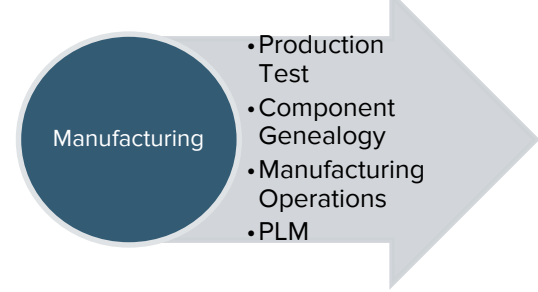 Manufacturing
•Production
Test
•Component
Genealogy
•Manufacturing
Operations
•PLM